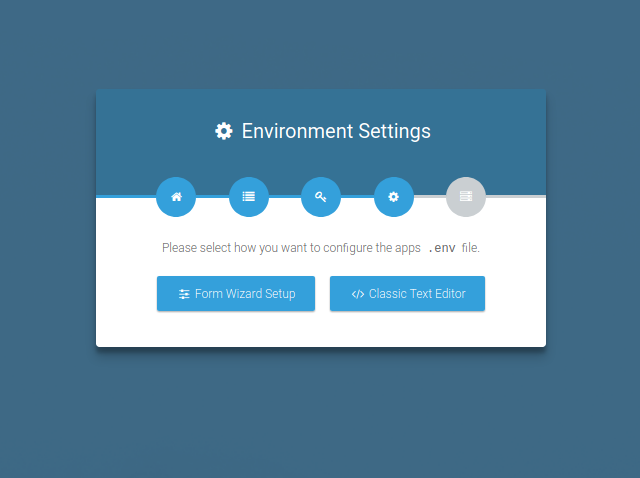 Environment Settings
Please select how you want to configure the apps .env file.
Form Wizard Setup
Classic Text Editor